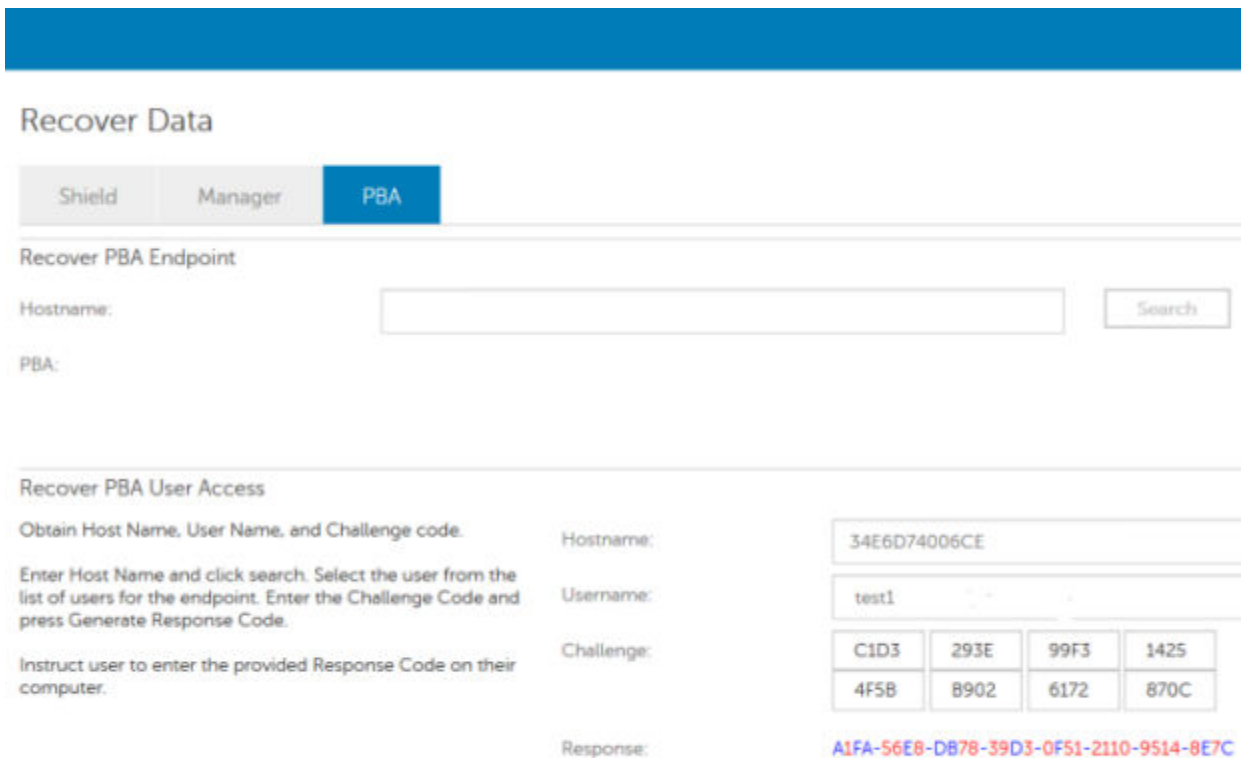 Recover Data
Shield Manager PBA
Recover PBA Endpoint
Hostname: Search
PBA:
Recover PBA User Access
Obtain Host Name, User Name, and Challenge code.
Enter Host Name and click search. Select the user from the
list of users for the endpoint. Enter the Challenge Code and
press Generate Response Code.
Instruct user to enter the provided Response Code on their
computer.
Hostname: 34E6D74006CE
Username: test1
Challenge: C1D3 293E 99F3 1425
4F5B B902 6172 870C
Response: A1FA-56E8-DB78-39D3-0F51-2110-9514-8E7C